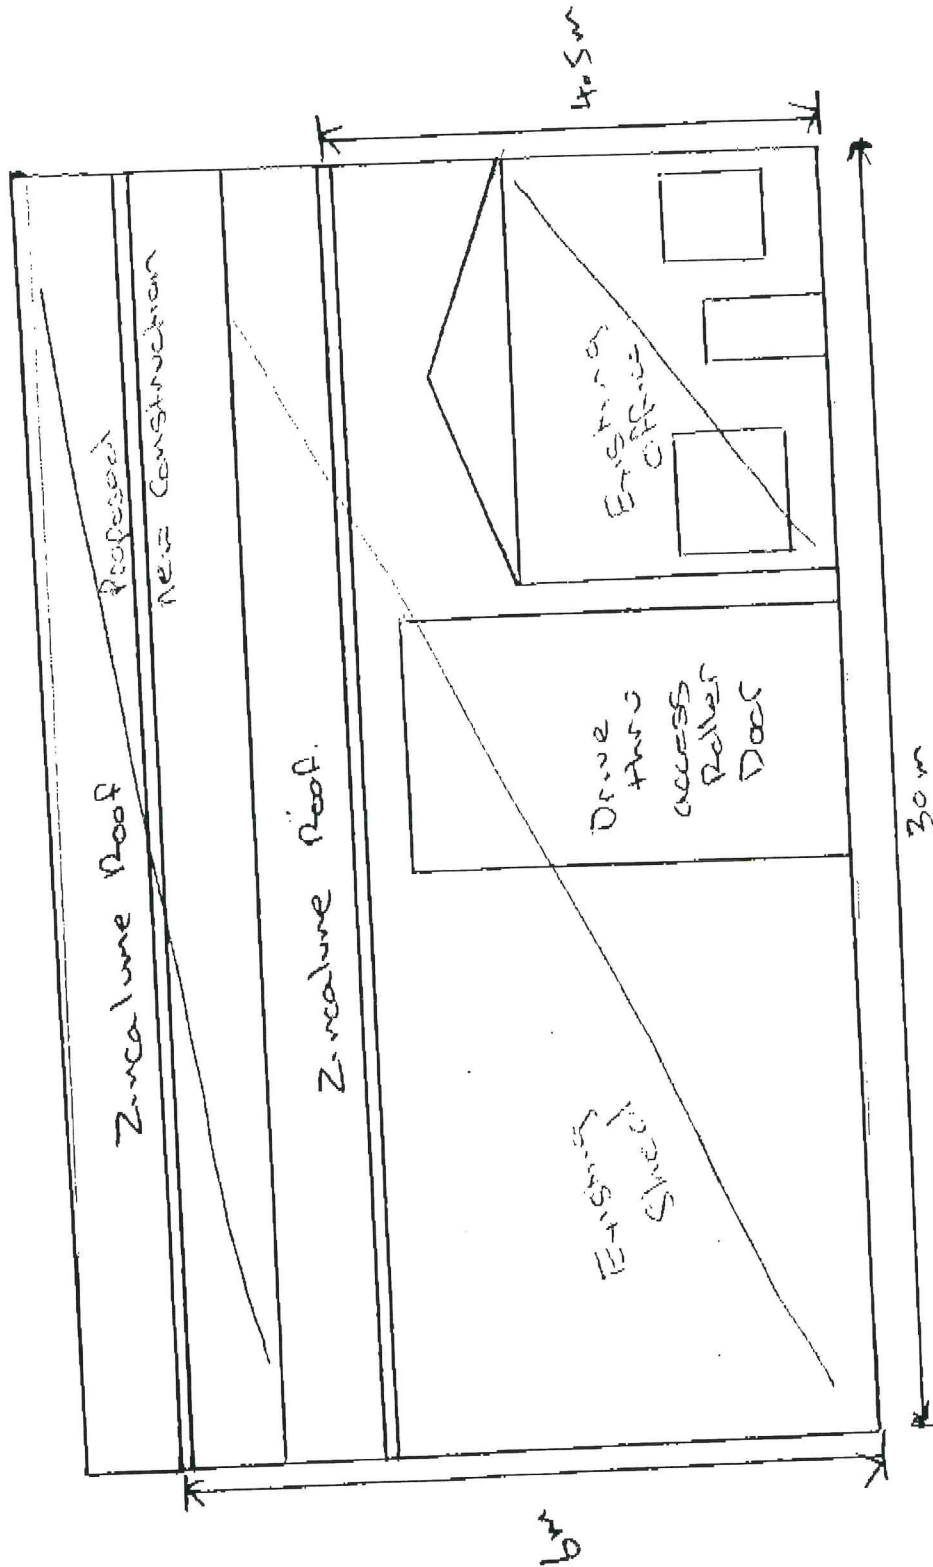 Zincalume Roof
Proposed
new Construction
Zincalume Roof.
6m
4.5m
Existing
Shed
Drive
thru
access
Roller
Door
Existing
Office
30m